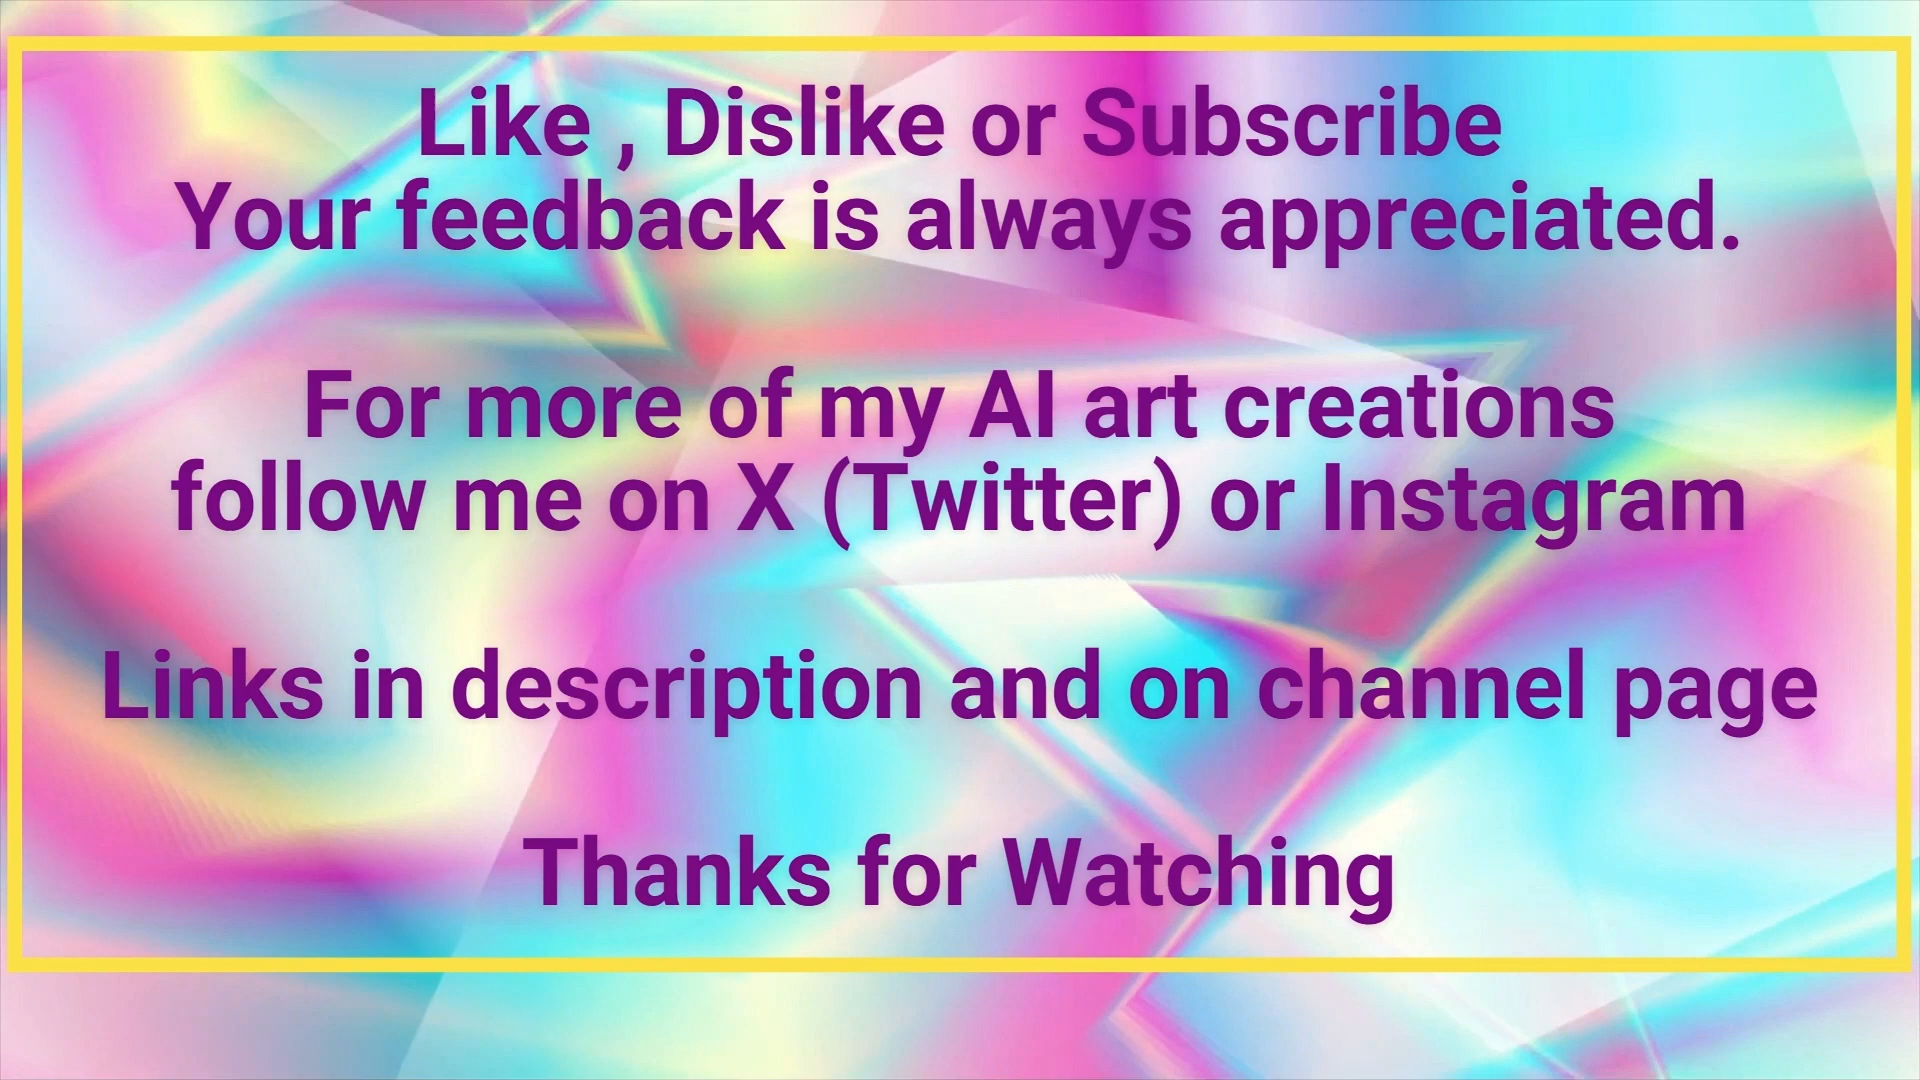 Like , Dislike or Subscribe
Your feedback is always appreciated.
For more of my AI art creations
follow me on X (Twitter) or Instagram
Links in description and on channel page
Thanks for Watching